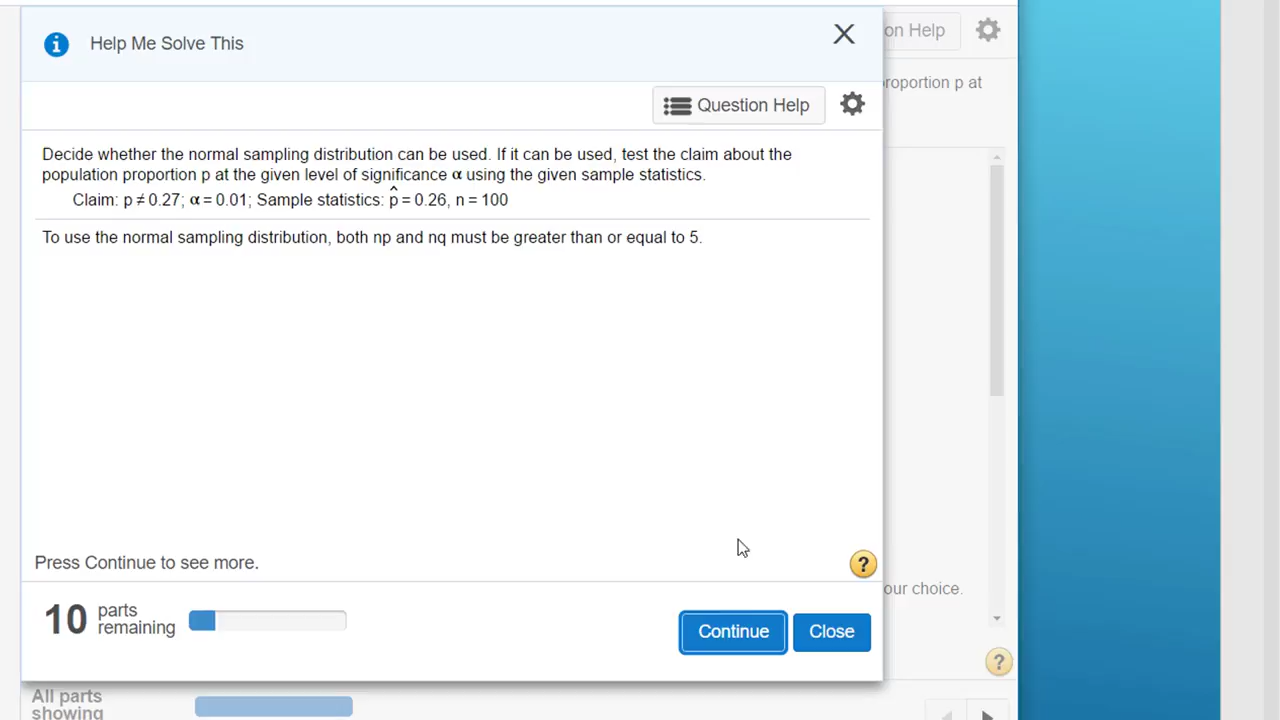 Help Me Solve This
on Help
roportion p at
Question Help
Decide whether the normal sampling distribution can be used. If it can be used, test the claim about the
population proportion p at the given level of significance α using the given sample statistics.
Claim: p ≠ 0.27; α = 0.01; Sample statistics: p̂ = 0.26, n = 100
To use the normal sampling distribution, both np and nq must be greater than or equal to 5.
Press Continue to see more.
?
our choice.
10 parts
remaining
Continue
Close
?
All parts
showing